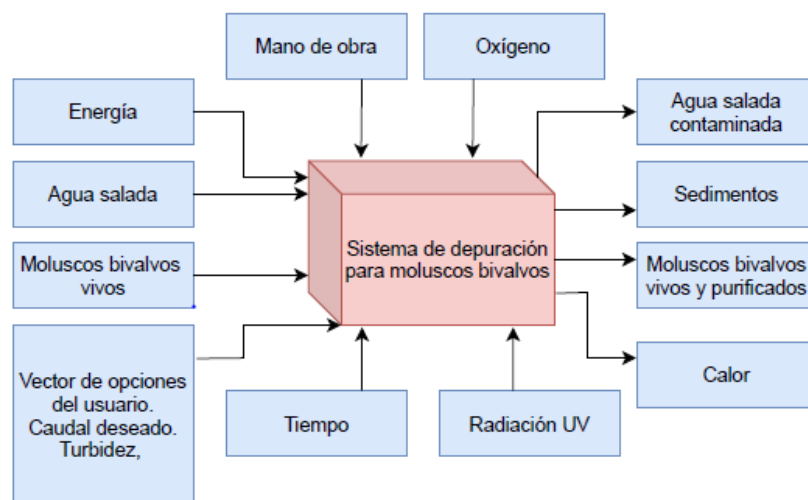 Mano de obra
Oxígeno
Energía
Agua salada
contaminada
Agua salada
Sedimentos
Sistema de depuración
para moluscos bivalvos
Moluscos bivalvos
vivos
Moluscos bivalvos
vivos y purificados
Vector de opciones
del usuario.
Caudal deseado.
Turbidez,
Tiempo
Radiación UV
Calor